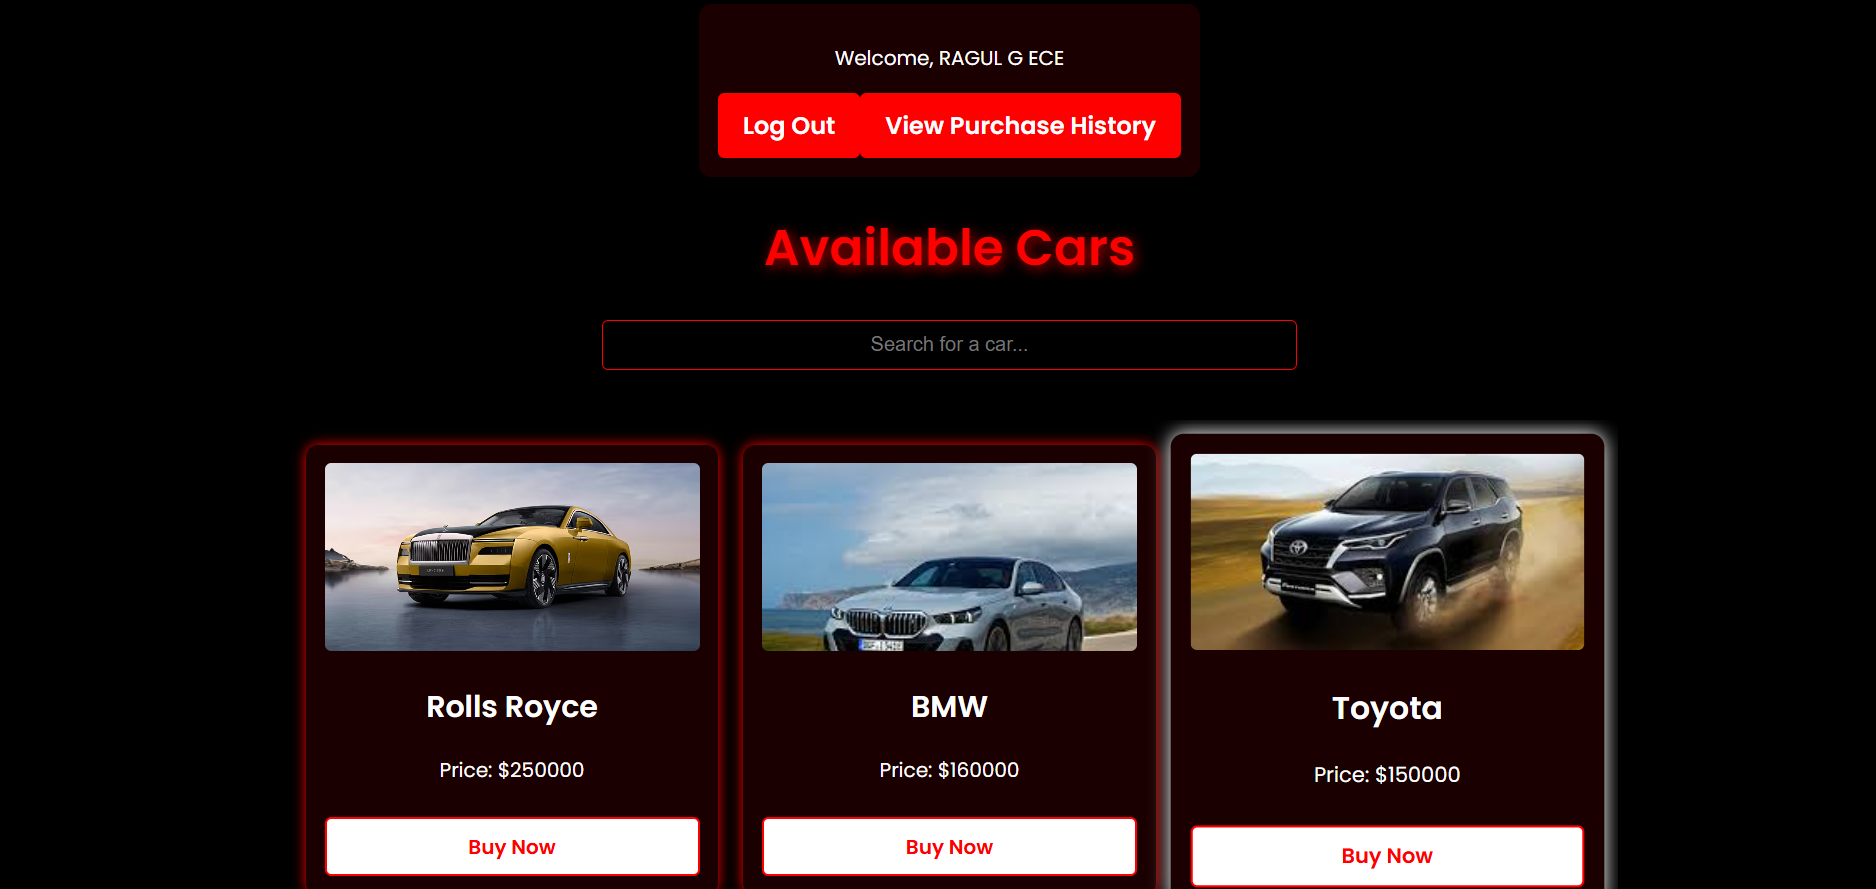 Welcome, RAGUL G ECE
Log Out View Purchase History
Available Cars
Search for a car...
Rolls Royce BMW Toyota
Price: $250000 Price: $160000 Price: $150000
Buy Now Buy Now Buy Now